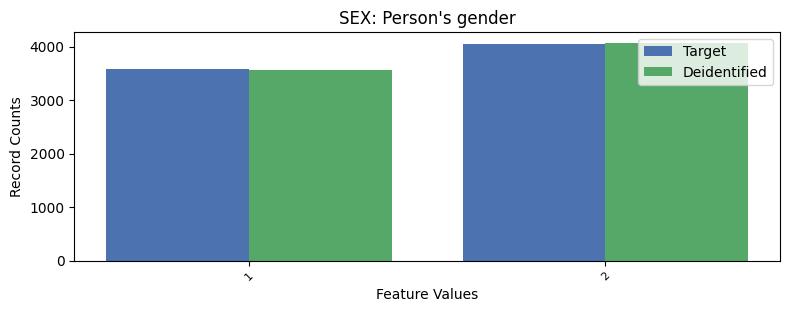 SEX: Person's gender
Target
Deidentified
4000
3000
2000
1000
0
Record Counts
1
2
Feature Values